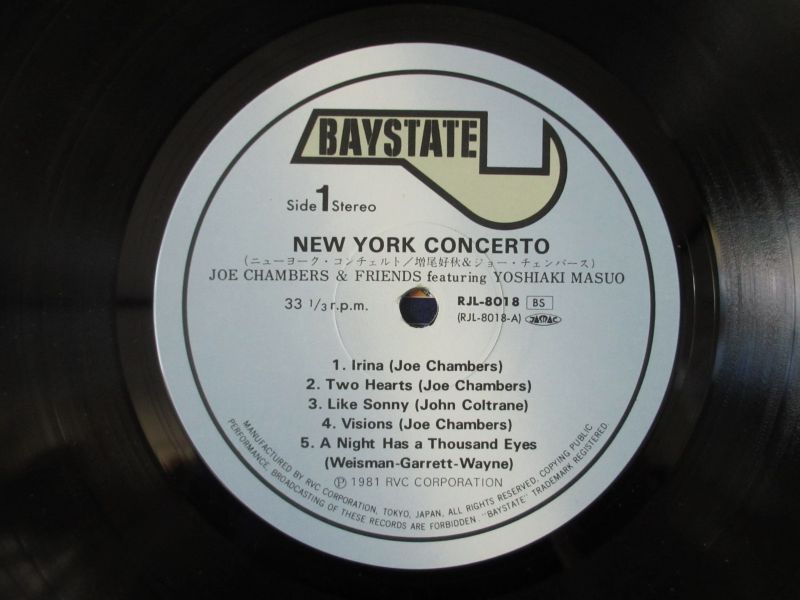 BAYSTATE
Side 1 Stereo
NEW YORK CONCERTO
(ニューヨーク・コンチェルト/増尾好秋&ジョー・チェンバース)
JOE CHAMBERS & FRIENDS featuring YOSHIAKI MASUO
33 1/3 r.p.m.
RJL-8018 BS
(RJL-8018-A) JASRAC
1. Irina (Joe Chambers)
2. Two Hearts (Joe Chambers)
3. Like Sonny (John Coltrane)
4. Visions (Joe Chambers)
5. A Night Has a Thousand Eyes
(Weisman-Garrett-Wayne)
℗ 1981 RVC CORPORATION
MANUFACTURED BY RVC CORPORATION, TOKYO, JAPAN, ALL RIGHTS RESERVED, COPYING PUBLIC
PERFORMANCE, BROADCASTING OF THESE RECORDS ARE FORBIDDEN. "BAYSTATE" TRADEMARK REGISTERED.